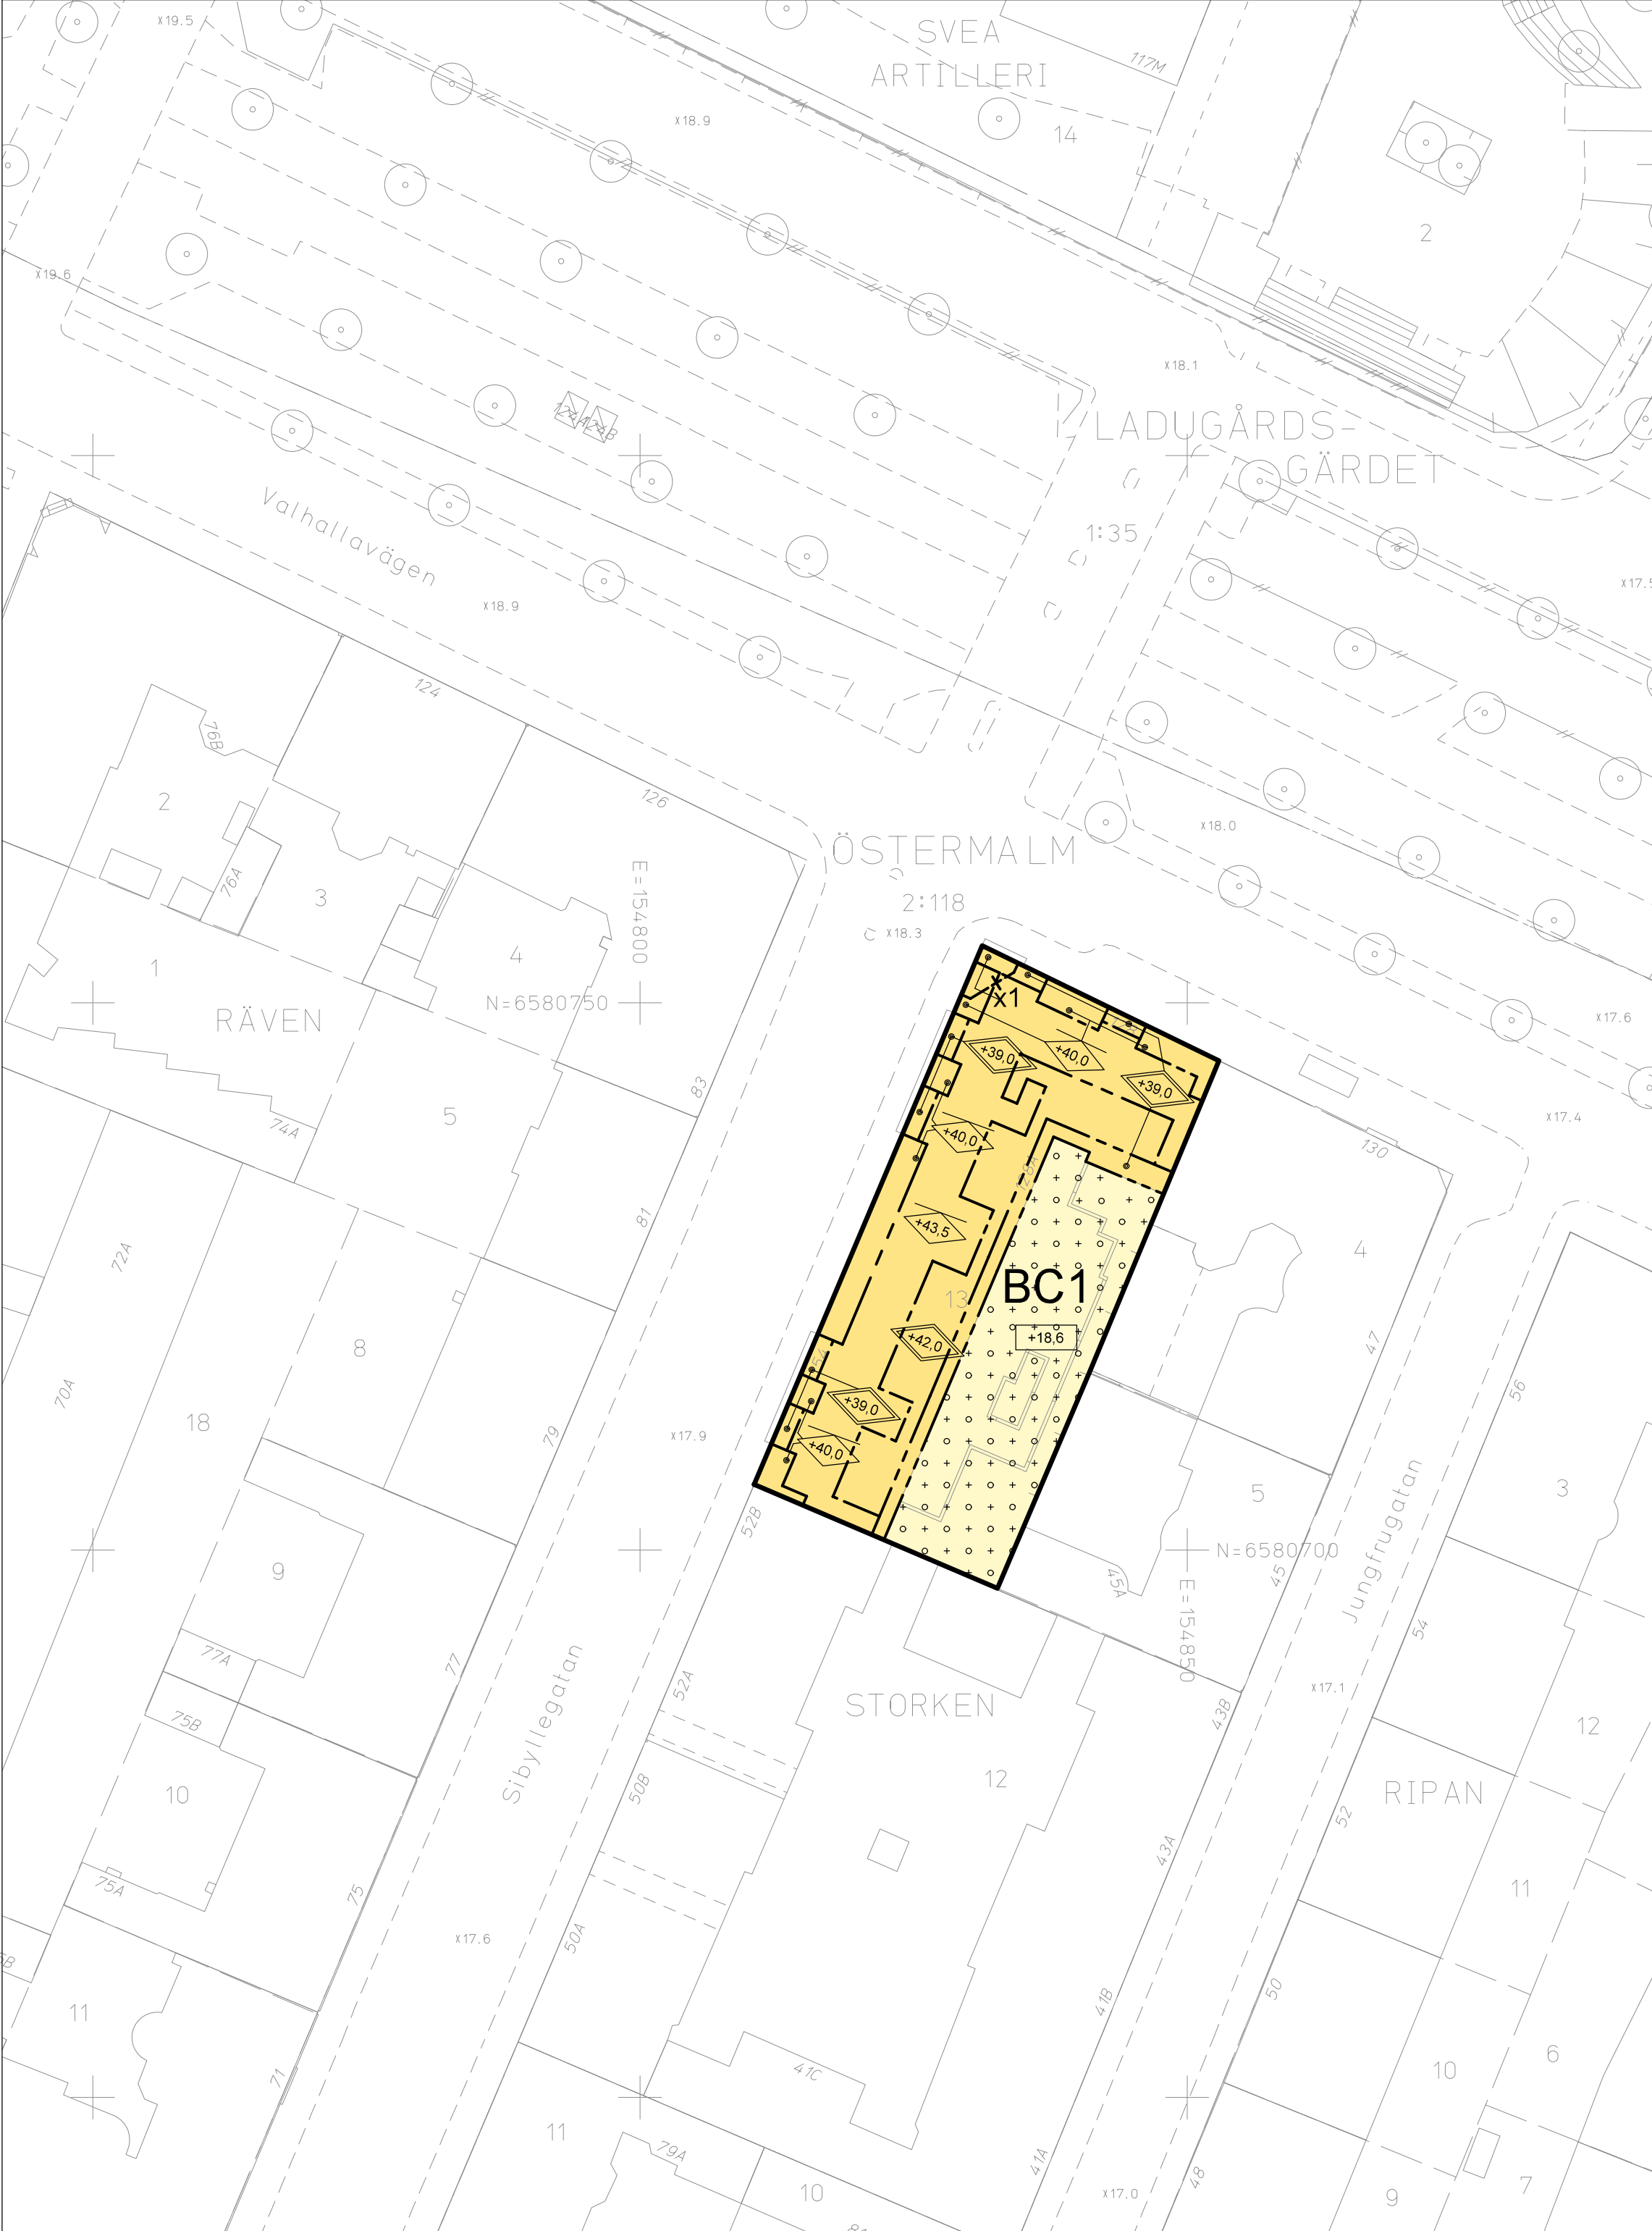 x19.5
SVEA
ARTILLERI
117M
14
x18.9
2
x19.6
x18.1
LADUGÅRDS-
GÄRDET
1:35
Valhallavägen
x18.9
124
126
76B
2
76A
3
ÖSTERMALM
2:118
x18.0
E=154800
x18.3
4
1
N=6580750
RÄVEN
x1
x17.6
+39,0
+40,0
+39,0
83
5
74A
x17.4
130
+40,0
128A
81
72A
+43,5
4
BC1
13
+18,6
+42,0
47
8
54
56
70A
+39,0
18
x17.9
79
+40,0
5
3
52B
Jungfrugatan
N=6580700
45
45A
9
E=154850
54
77A
77
Sibyllegatan
52A
x17.1
STORKEN
43B
75B
12
12
50B
10
RIPAN
52
43A
75A
75
11
50A
x17.6
50
11
41B
6
10
71
41C
11
79A
41A
48
7
10
x17.0
9